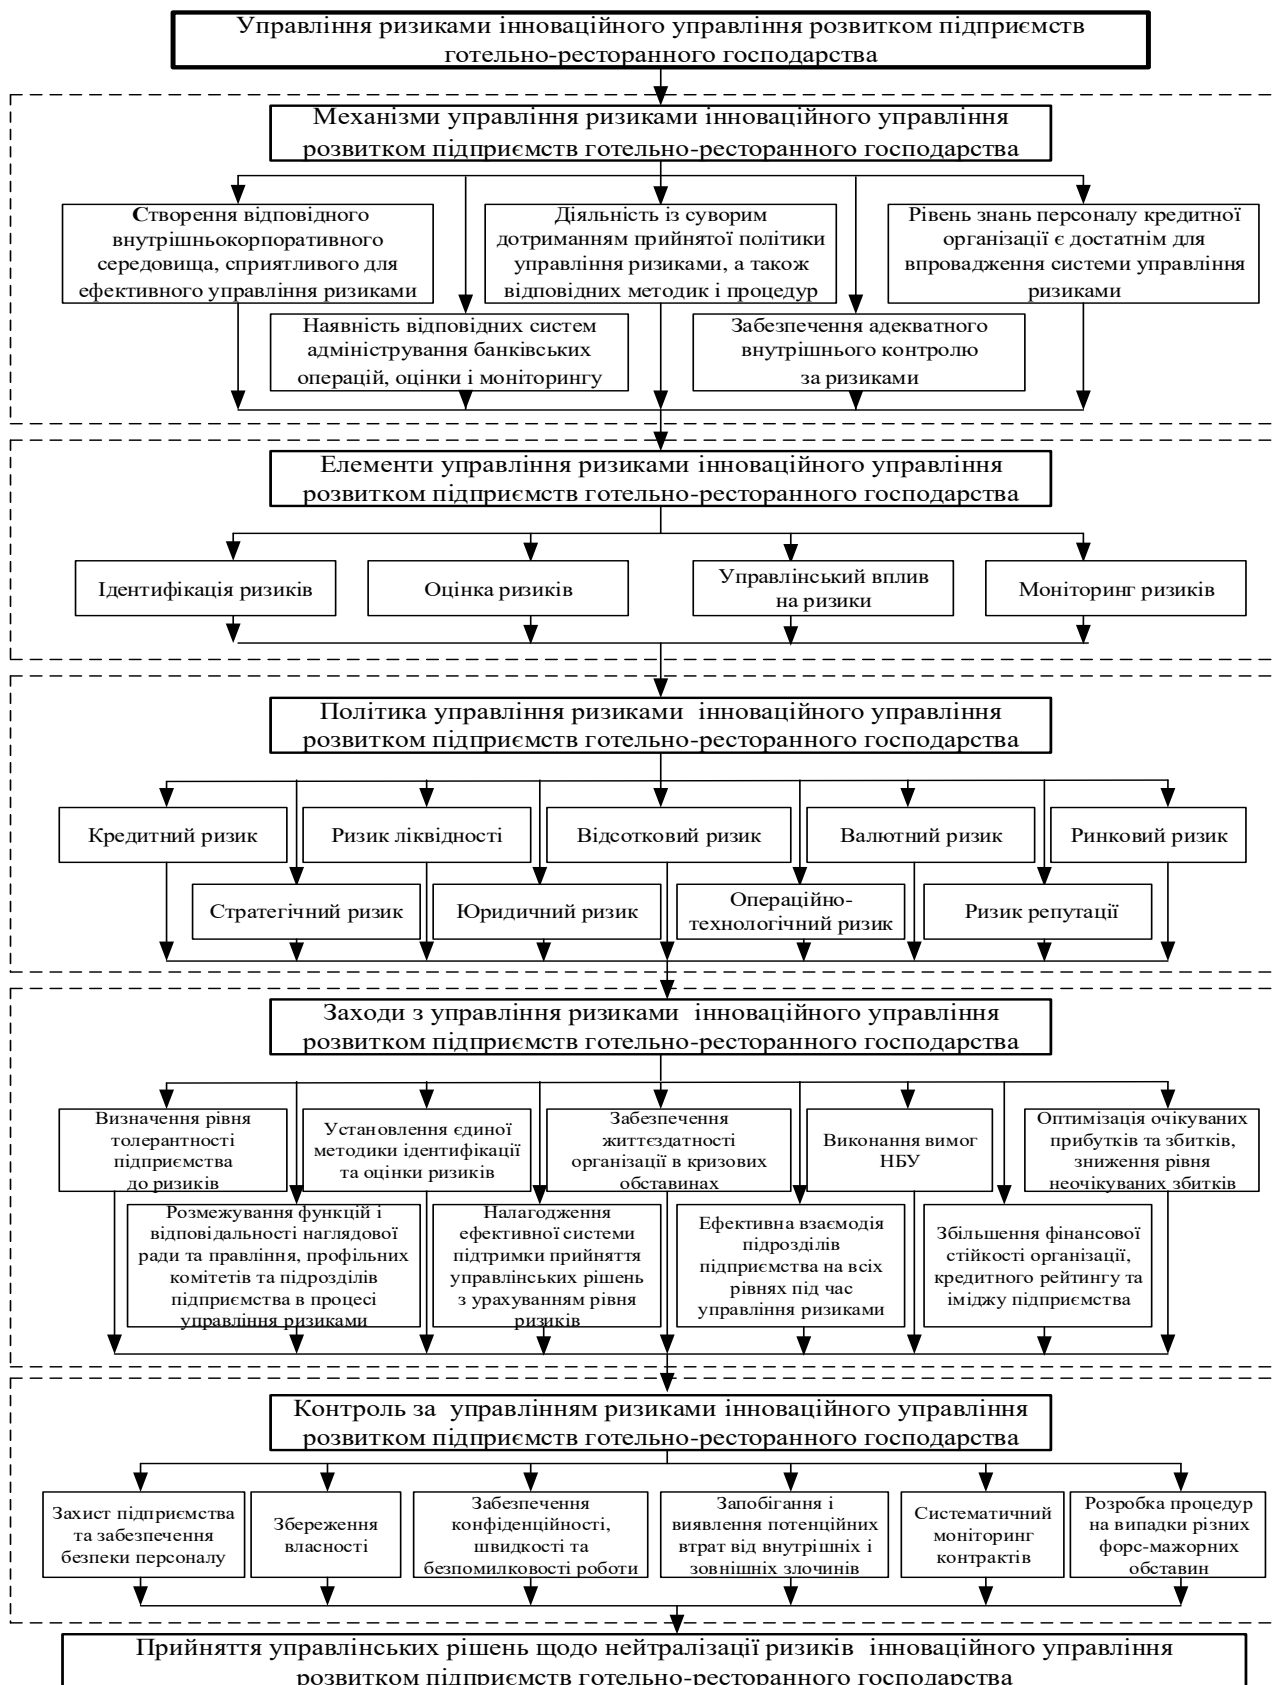 Управління ризиками інноваційного управління розвитком підприємств
готельно-ресторанного господарства
Механізми управління ризиками інноваційного управління
розвитком підприємств готельно-ресторанного господарства
Створення відповідного
внутрішньокорпоративного
середовища, сприятливого для
ефективного управління ризиками
Діяльність із суворим
дотриманням прийнятої політики
управління ризиками, а також
відповідних методик і процедур
Рівень знань персоналу кредитної
організації є достатнім для
впровадження системи управління
ризиками
Наявність відповідних систем
адміністрування банківських
операцій, оцінки і моніторингу
Забезпечення адекватного
внутрішнього контролю
за ризиками
Елементи управління ризиками інноваційного управління
розвитком підприємств готельно-ресторанного господарства
Ідентифікація ризиків
Оцінка ризиків
Управлінський вплив
на ризики
Моніторинг ризиків
Політика управління ризиками інноваційного управління
розвитком підприємств готельно-ресторанного господарства
Кредитний ризик
Ризик ліквідності
Відсотковий ризик
Валютний ризик
Ринковий ризик
Стратегічний ризик
Юридичний ризик
Операційно-
технологічний ризик
Ризик репутації
Заходи з управління ризиками інноваційного управління
розвитком підприємств готельно-ресторанного господарства
Визначення рівня
толерантності
підприємства
до ризиків
Установлення єдиної
методики ідентифікації
та оцінки ризиків
Забезпечення
життєздатності
організації в кризових
обставинах
Виконання вимог
НБУ
Оптимізація очікуваних
прибутків та збитків,
зниження рівня
неочікуваних збитків
Розмежування функцій і
відповідальності наглядової
ради та правління, профільних
комітетів та підрозділів
підприємства в процесі
управління ризиками
Налагодження
ефективної системи
підтримки прийняття
управлінських рішень
з урахуванням рівня
ризиків
Ефективна взаємодія
підрозділів
підприємства на всіх
рівнях під час
управління ризиками
Збільшення фінансової
стійкості організації,
кредитного рейтингу та
іміджу підприємства
Контроль за управлінням ризиками інноваційного управління
розвитком підприємств готельно-ресторанного господарства
Захист підприємства
та забезпечення
безпеки персоналу
Збереження
власності
Забезпечення
конфіденційності,
швидкості та
безпомилковості роботи
Запобігання і
виявлення потенційних
втрат від внутрішніх і
зовнішніх злочинів
Систематичний
моніторинг
контрактів
Розробка процедур
на випадки різних
форс-мажорних
обставин
Прийняття управлінських рішень щодо нейтралізації ризиків інноваційного управління
розвитком підприємств готельно-ресторанного господарства